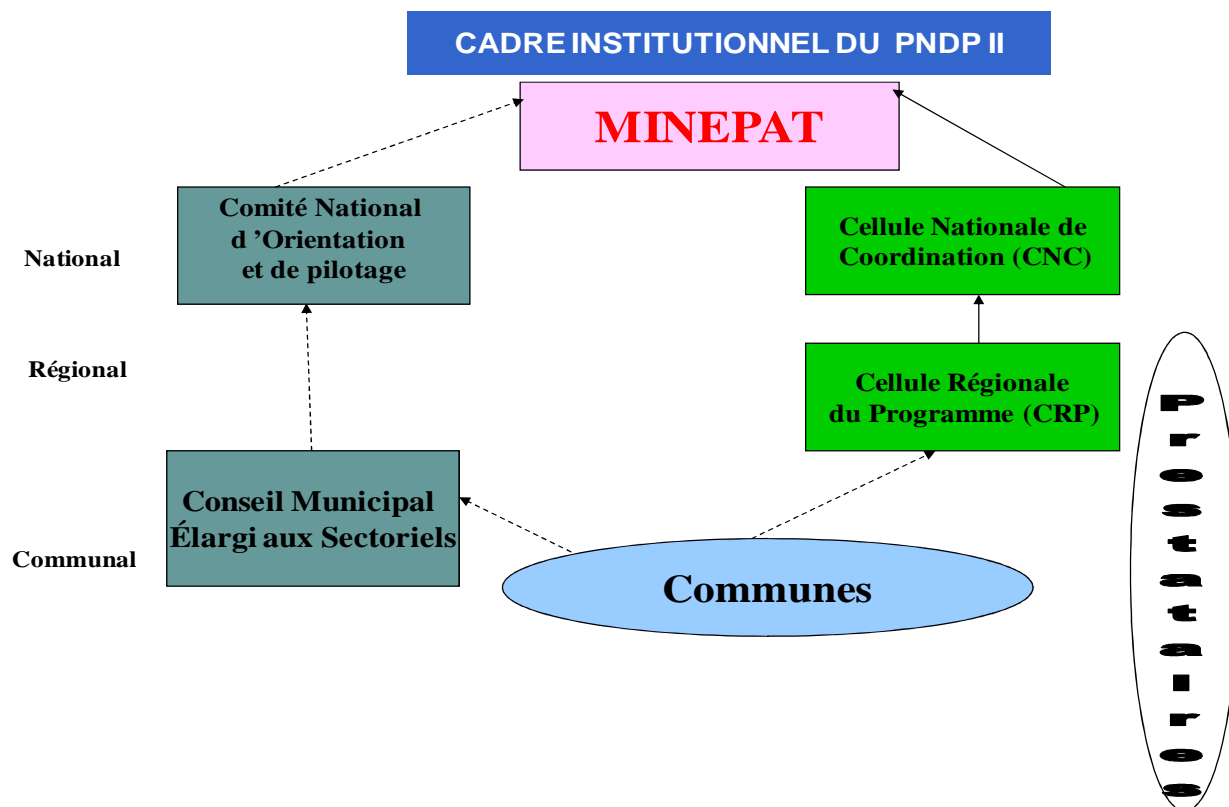 CADRE INSTITUTIONNEL DU PNDP II
MINEPAT
Comité National
d ’Orientation
et de pilotage
Cellule Nationale de
Coordination (CNC)
National
Régional
Cellule Régionale
du Programme (CRP)
Conseil Municipal
Élargi aux Sectoriels
Communal
Communes
Prestataires